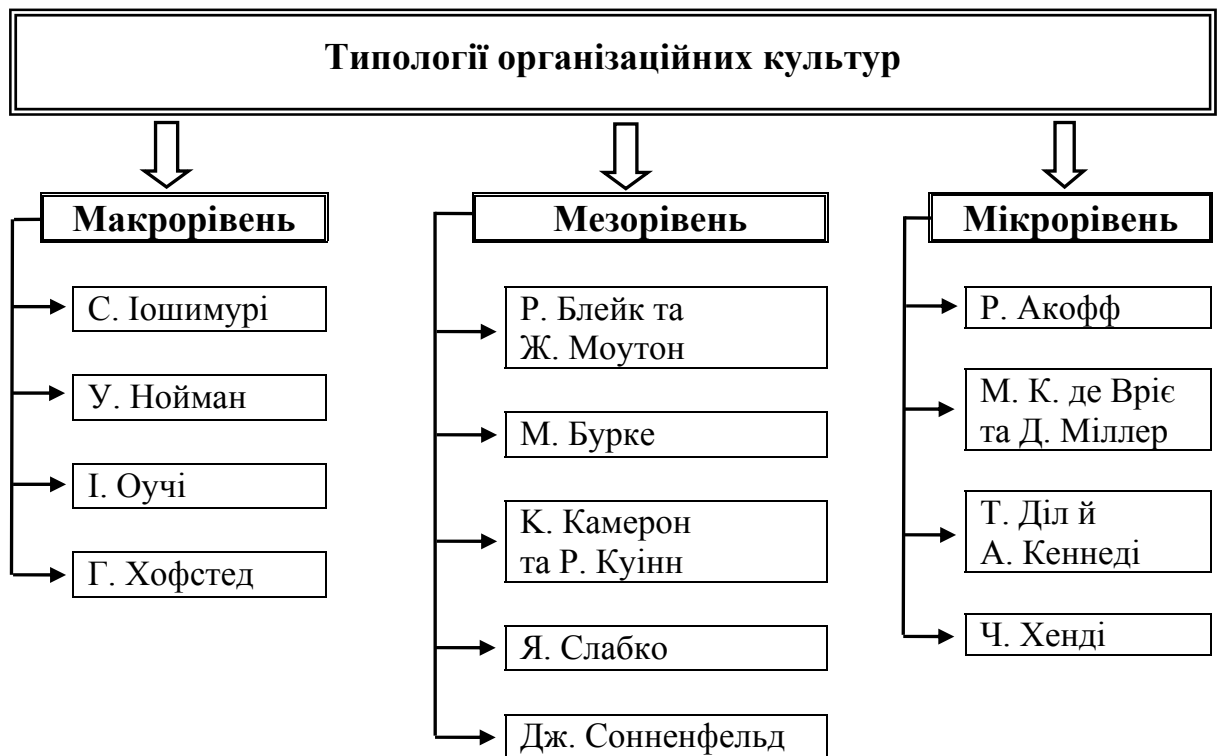 Типології організаційних культур
Макрорівень
С. Іошимурі
У. Нойман
І. Оучі
Г. Хофстед
Мезорівень
Р. Блейк та
Ж. Моутон
М. Бурке
К. Камерон
та Р. Куінн
Я. Слабко
Дж. Сонненфельд
Мікрорівень
Р. Акофф
М. К. де Вріє
та Д. Міллер
Т. Діл й
А. Кеннеді
Ч. Хенді